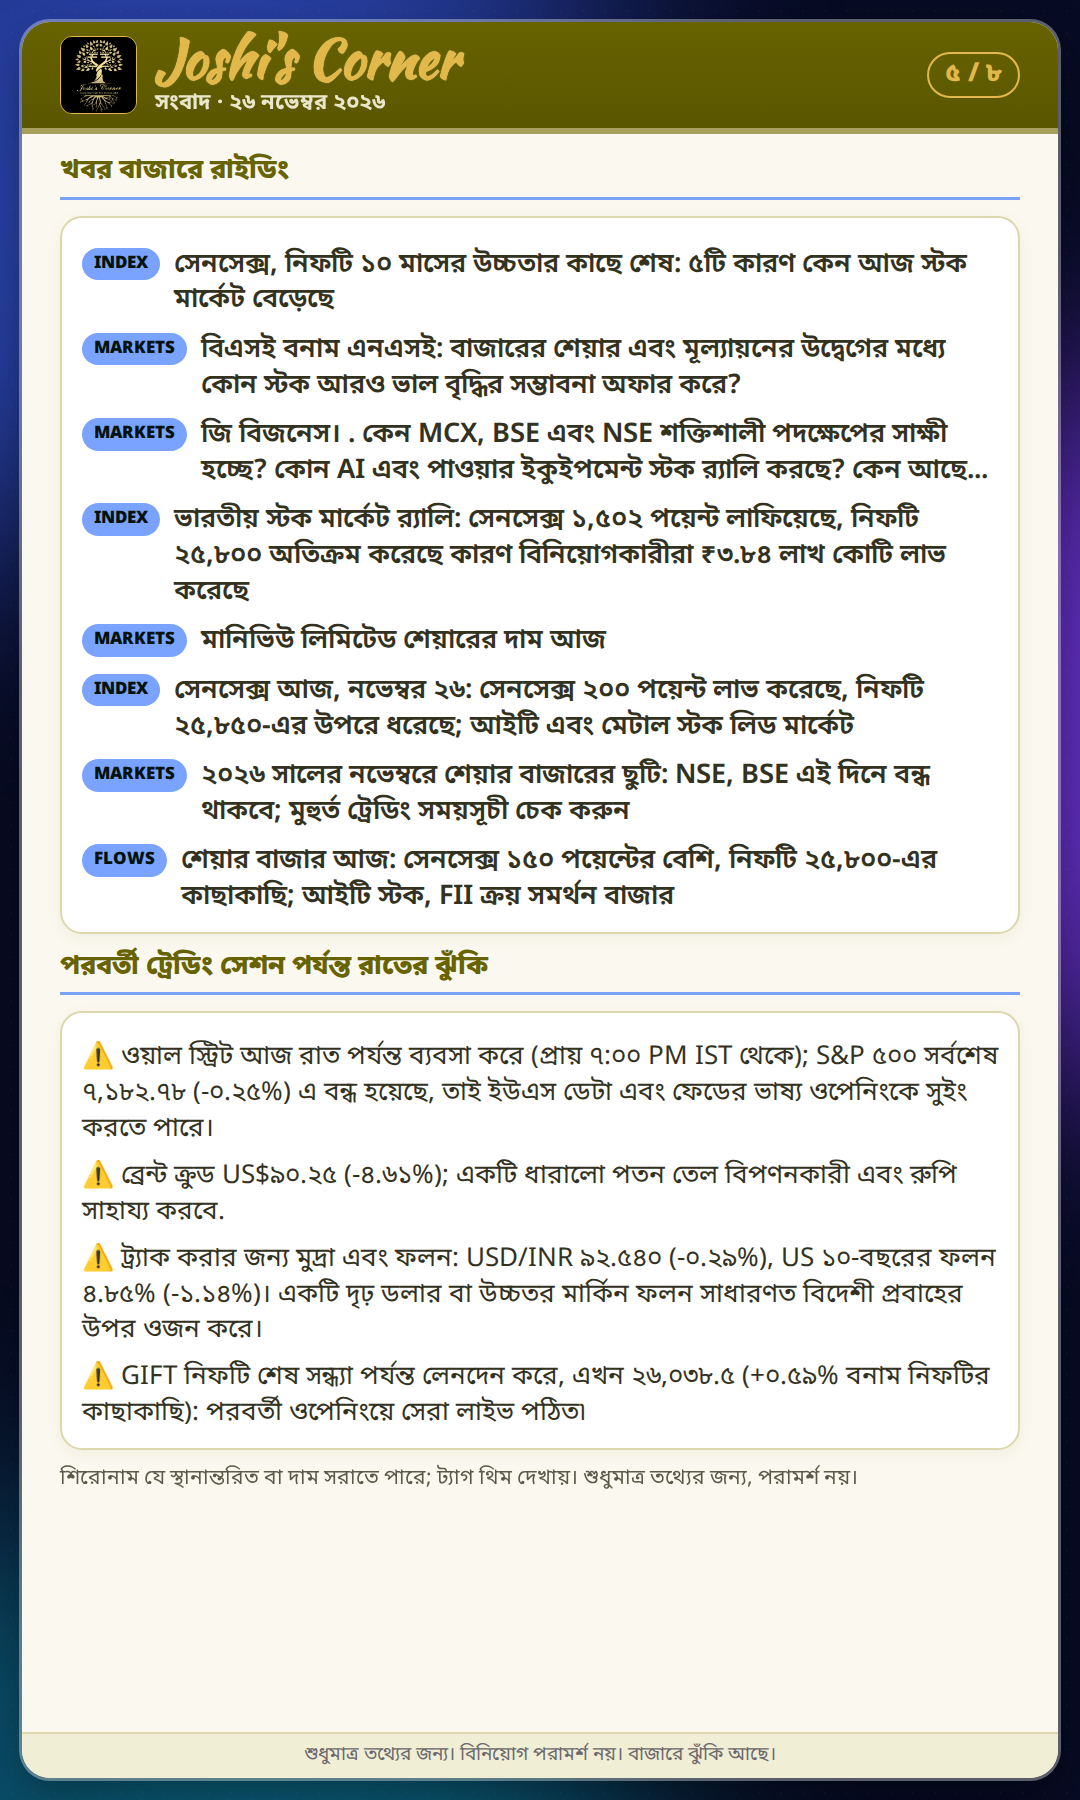 Joshi's Corner
Joshi's Corner
সংবাদ · ২৬ নভেম্বর ২০২৬
৫ / ৮
খবর বাজারে রাইডিং
INDEX সেনসেক্স, নিফটি ১০ মাসের উচ্চতার কাছে শেষ: ৫টি কারণ কেন আজ স্টক
মার্কেট বেড়েছে
MARKETS বিএসই বনাম এনএসই: বাজারের শেয়ার এবং মূল্যায়নের উদ্বেগের মধ্যে
কোন স্টক আরও ভাল বৃদ্ধির সম্ভাবনা অফার করে?
MARKETS জি বিজনেস। . কেন MCX, BSE এবং NSE শক্তিশালী পদক্ষেপের সাক্ষী
হচ্ছে? কোন AI এবং পাওয়ার ইকুইপমেন্ট স্টক র‍্যালি করছে? কেন আছে...
INDEX ভারতীয় স্টক মার্কেট র‍্যালি: সেনসেক্স ১,৫০২ পয়েন্ট লাফিয়েছে, নিফটি
২৫,৮০০ অতিক্রম করেছে কারণ বিনিয়োগকারীরা ₹৩.৮৪ লাখ কোটি লাভ
করেছে
MARKETS মানিভিউ লিমিটেড শেয়ারের দাম আজ
INDEX সেনসেক্স আজ, নভেম্বর ২৬: সেনসেক্স ২০০ পয়েন্ট লাভ করেছে, নিফটি
২৫,৮৫০-এর উপরে ধরেছে; আইটি এবং মেটাল স্টক লিড মার্কেট
MARKETS ২০২৬ সালের নভেম্বরে শেয়ার বাজারের ছুটি: NSE, BSE এই দিনে বন্ধ
থাকবে; মুহুর্ত ট্রেডিং সময়সূচী চেক করুন
FLOWS শেয়ার বাজার আজ: সেনসেক্স ১৫০ পয়েন্টের বেশি, নিফটি ২৫,৮০০-এর
কাছাকাছি; আইটি স্টক, FII ক্রয় সমর্থন বাজার
পরবর্তী ট্রেডিং সেশন পর্যন্ত রাতের ঝুঁকি
⚠️ ওয়াল স্ট্রিট আজ রাত পর্যন্ত ব্যবসা করে (প্রায় ৭:০০ PM IST থেকে); S&P ৫০০ সর্বশেষ
৭,১৮২.৭৮ (-০.২৫%) এ বন্ধ হয়েছে, তাই ইউএস ডেটা এবং ফেডের ভাষ্য ওপেনিংকে সুইং
করতে পারে।
⚠️ ব্রেন্ট ক্রুড US$৯০.২৫ (-৪.৬১%); একটি ধারালো পতন তেল বিপণনকারী এবং রুপি
সাহায্য করবে.
⚠️ ট্র্যাক করার জন্য মুদ্রা এবং ফলন: USD/INR ৯২.৫৪০ (-০.২৯%), US ১০-বছরের ফলন
৪.৮৫% (-১.১৪%)। একটি দৃঢ় ডলার বা উচ্চতর মার্কিন ফলন সাধারণত বিদেশী প্রবাহের
উপর ওজন করে।
⚠️ GIFT নিফটি শেষ সন্ধ্যা পর্যন্ত লেনদেন করে, এখন ২৬,০৩৮.৫ (+০.৫৯% বনাম নিফটির
কাছাকাছি): পরবর্তী ওপেনিংয়ে সেরা লাইভ পঠিত৷
শিরোনাম যে স্থানান্তরিত বা দাম সরাতে পারে; ট্যাগ থিম দেখায়। শুধুমাত্র তথ্যের জন্য, পরামর্শ নয়।
শুধুমাত্র তথ্যের জন্য। বিনিয়োগ পরামর্শ নয়। বাজারে ঝুঁকি আছে।